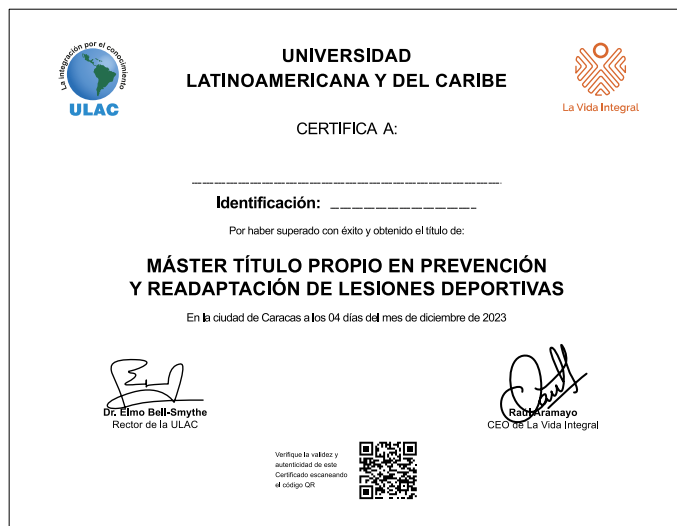 La integración por el conocimiento
ULAC
UNIVERSIDAD
LATINOAMERICANA Y DEL CARIBE
La Vida Integral
CERTIFICA A:
Identificación:
Por haber superado con éxito y obtenido el título de:
MÁSTER TÍTULO PROPIO EN PREVENCIÓN
Y READAPTACIÓN DE LESIONES DEPORTIVAS
En la ciudad de Caracas a los 04 días del mes de diciembre de 2023
Dr. Elmo Bell-Smythe
Rector de la ULAC
Raúl Aramayo
CEO de La Vida Integral
Verifique la validez y
autenticidad de este
Certificado escaneando
el código QR